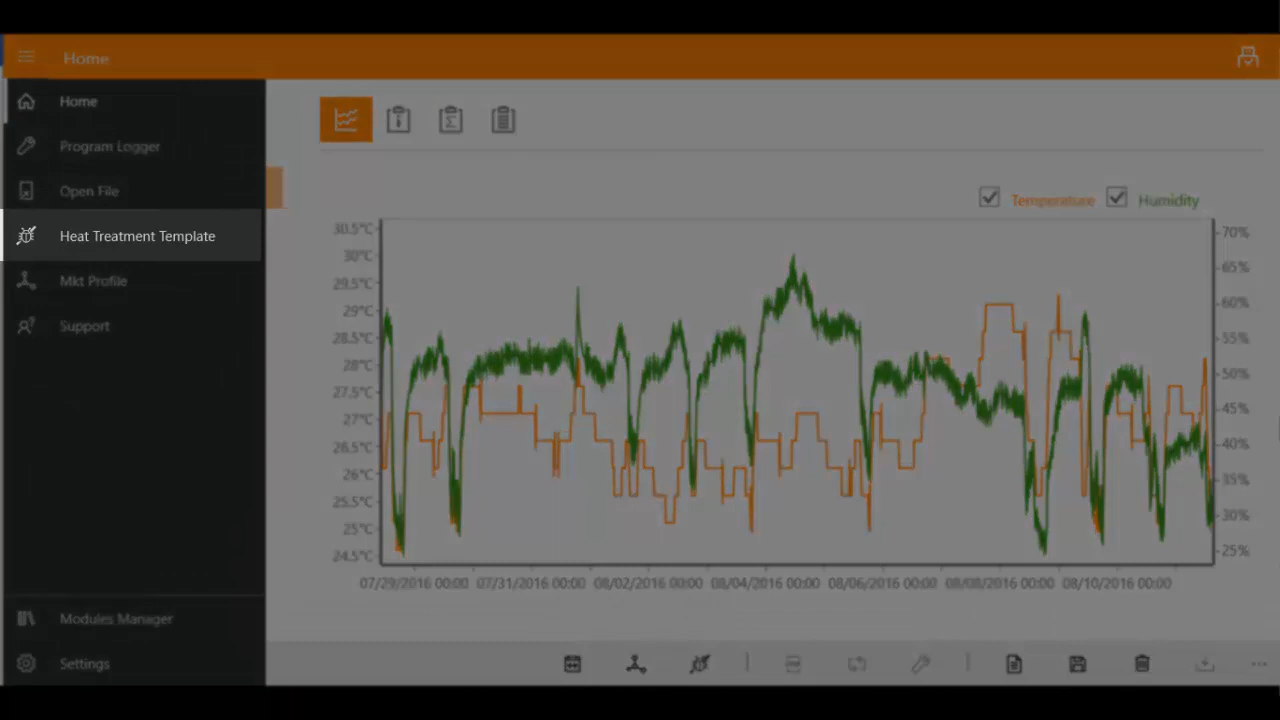 Home
Home
Program Logger
Open File
Heat Treatment Template
Mkt Profile
Support
Modules Manager
Settings
Temperature
Humidity
30.5°C
30°C
29.5°C
29°C
28.5°C
28°C
27.5°C
27°C
26.5°C
26°C
25.5°C
25°C
24.5°C
70%
65%
60%
55%
50%
45%
40%
35%
30%
25%
07/29/2016 00:00 07/31/2016 00:00 08/02/2016 00:00 08/04/2016 00:00 08/06/2016 00:00 08/08/2016 00:00 08/10/2016 00:00